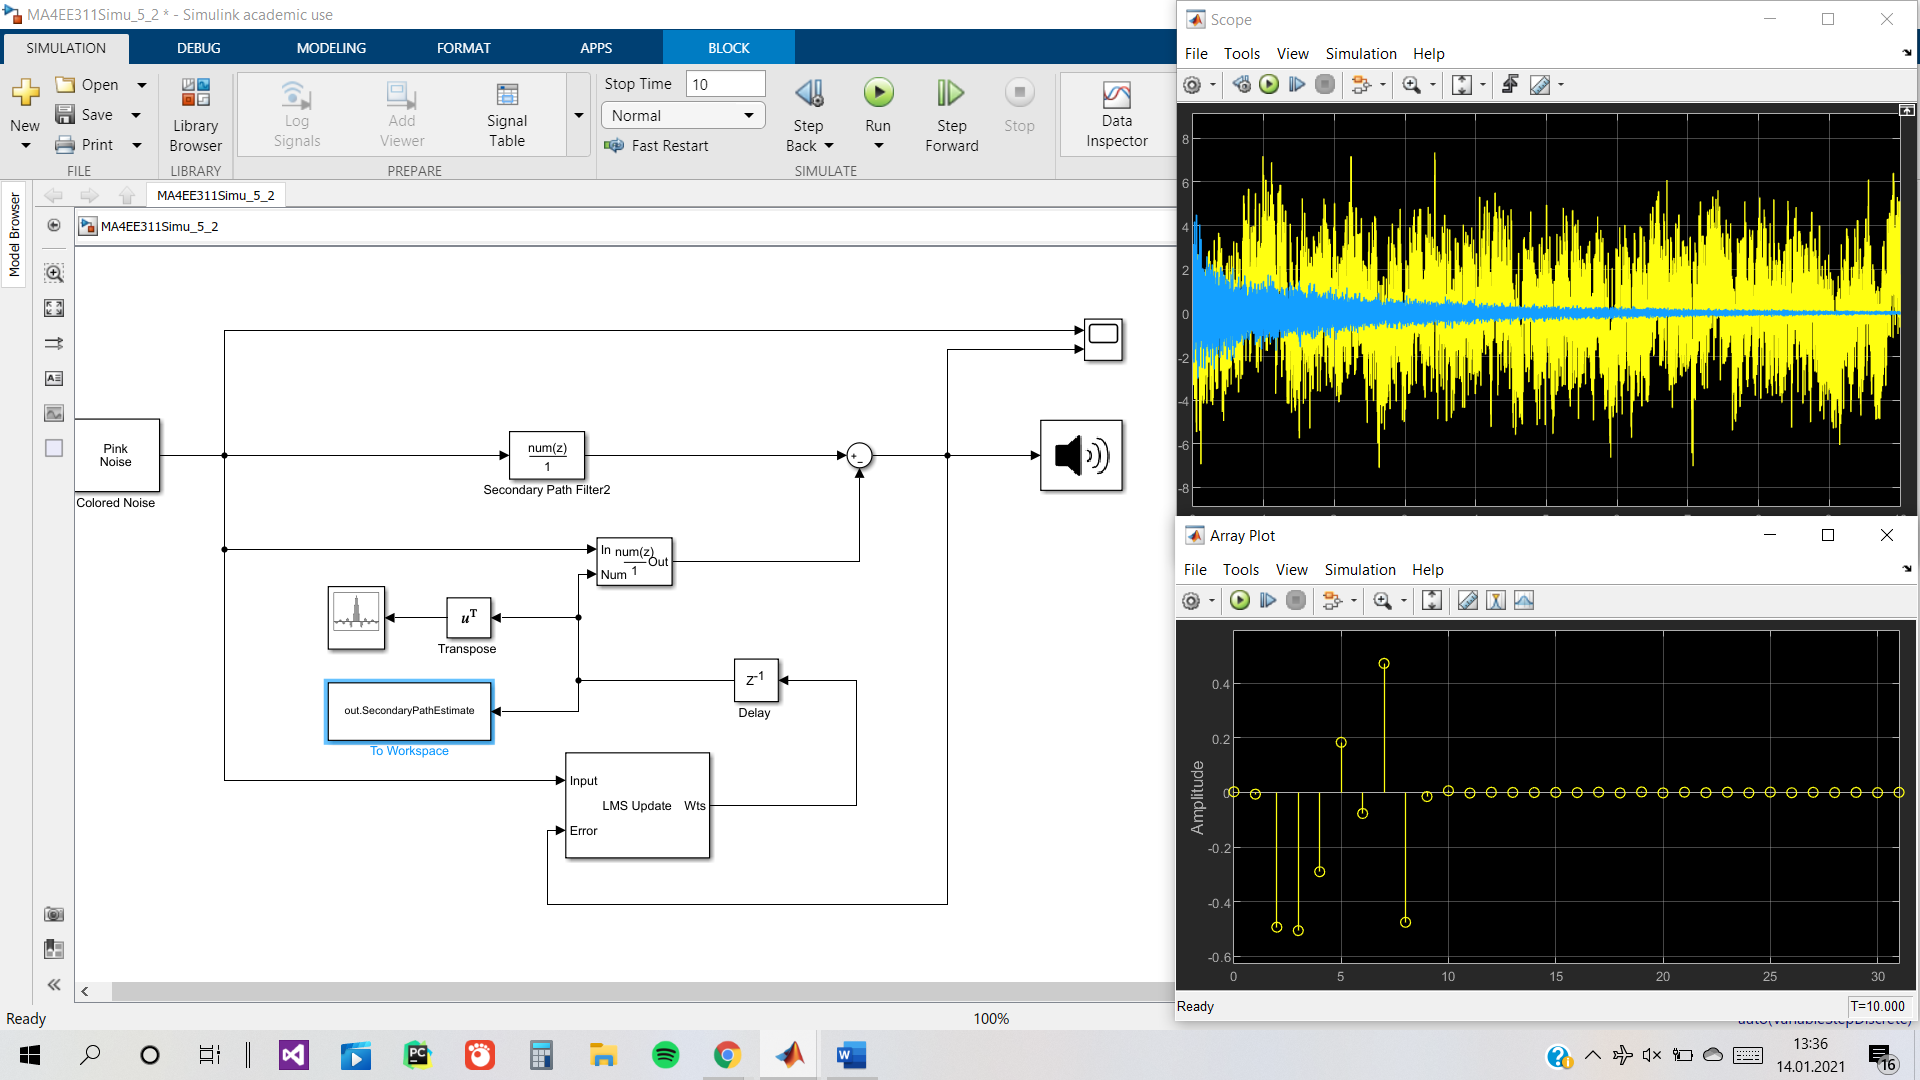 MA4EE311Simu_5_2 * - Simulink academic use
SIMULATION DEBUG MODELING FORMAT APPS BLOCK
New
Open
Save
Print
FILE
Library Browser
LIBRARY
Log Signals
Add Viewer
Signal Table
PREPARE
Stop Time 10
Normal
Fast Restart
Step Back
Run
Step Forward
Stop
SIMULATE
Data Inspector
Model Browser
MA4EE311Simu_5_2
MA4EE311Simu_5_2
Pink Noise
Colored Noise
num(z)
1
Secondary Path Filter2
+
-
In num(z) Out
Num 1
uT
Transpose
out.SecondaryPathEstimate
To Workspace
Z-1
Delay
Input
LMS Update Wts
Error
Ready 100%
Scope
File Tools View Simulation Help
8
6
4
2
0
-2
-4
-6
-8
Array Plot
File Tools View Simulation Help
Amplitude
0.4
0.2
0
-0.2
-0.4
-0.6
0 5 10 15 20 25 30
Ready T=10.000
auto(VariableStepDiscrete)
PC
W
13:36
14.01.2021
16